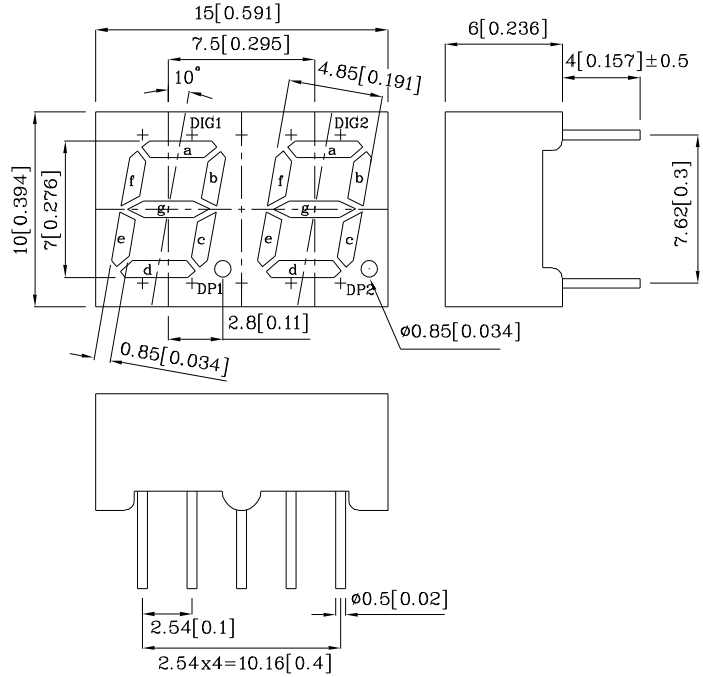 15[0.591]
6[0.236]
7.5[0.295]
4[0.157]±0.5
10°
4.85[0.191]
DIG1
DIG2
a
a
f
b
f
b
10[0.394]
7[0.276]
g
g
7.62[0.3]
e
c
e
c
d
d
DP1
DP2
2.8[0.11]
ø0.85[0.034]
0.85[0.034]
ø0.5[0.02]
2.54[0.1]
2.54x4=10.16[0.4]